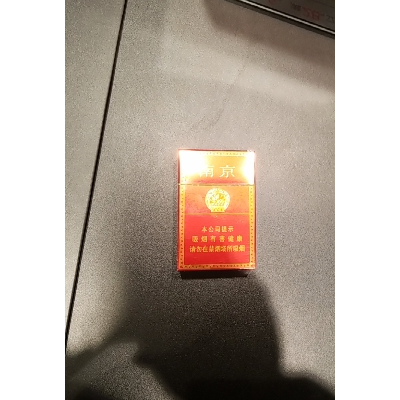 南京
本公司提示
吸烟有害健康
请勿在禁烟场所吸烟